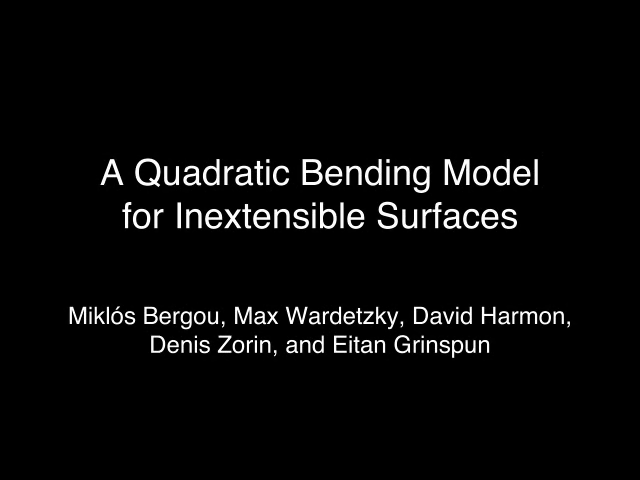 A Quadratic Bending Model
for Inextensible Surfaces
Miklós Bergou, Max Wardetzky, David Harmon,
Denis Zorin, and Eitan Grinspun